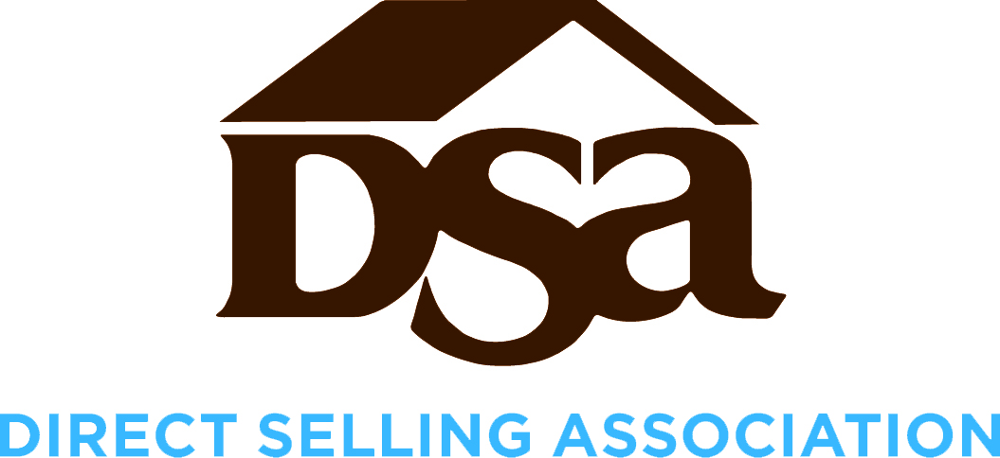 Dsa
DIRECT SELLING ASSOCIATION